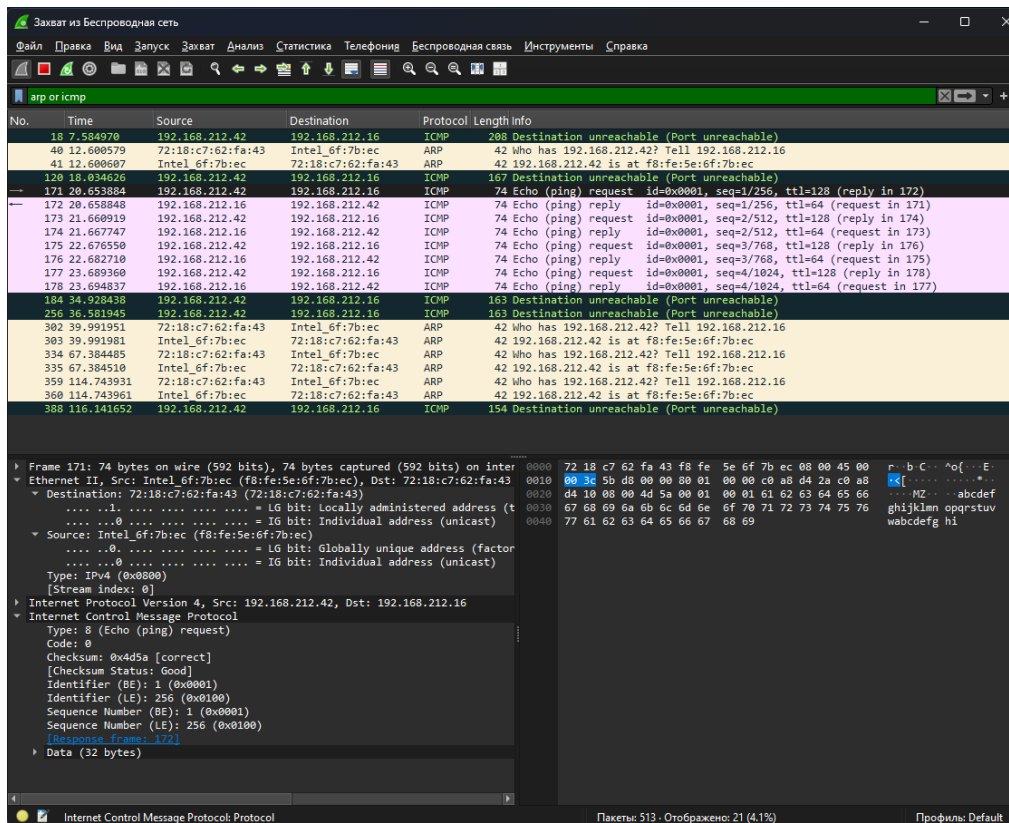 Захват из Беспроводная сеть
Файл Правка Вид Запуск Захват Анализ Статистика Телефония Беспроводная связь Инструменты Справка
arp or icmp
No. Time Source Destination Protocol Length Info
18 7.584970 192.168.212.42 192.168.212.16 ICMP 208 Destination unreachable (Port unreachable)
40 12.600579 72:18:c7:62:fa:43 Intel_6f:7b:ec ARP 42 Who has 192.168.212.42? Tell 192.168.212.16
41 12.600607 Intel_6f:7b:ec 72:18:c7:62:fa:43 ARP 42 192.168.212.42 is at f8:fe:5e:6f:7b:ec
120 18.034626 192.168.212.42 192.168.212.16 ICMP 167 Destination unreachable (Port unreachable)
171 20.653884 192.168.212.42 192.168.212.16 ICMP 74 Echo (ping) request id=0x0001, seq=1/256, ttl=128 (reply in 172)
172 20.658848 192.168.212.16 192.168.212.42 ICMP 74 Echo (ping) reply id=0x0001, seq=1/256, ttl=64 (request in 171)
173 21.660919 192.168.212.42 192.168.212.16 ICMP 74 Echo (ping) request id=0x0001, seq=2/512, ttl=128 (reply in 174)
174 21.667747 192.168.212.16 192.168.212.42 ICMP 74 Echo (ping) reply id=0x0001, seq=2/512, ttl=64 (request in 173)
175 22.676550 192.168.212.42 192.168.212.16 ICMP 74 Echo (ping) request id=0x0001, seq=3/768, ttl=128 (reply in 176)
176 22.682710 192.168.212.16 192.168.212.42 ICMP 74 Echo (ping) reply id=0x0001, seq=3/768, ttl=64 (request in 175)
177 23.689360 192.168.212.42 192.168.212.16 ICMP 74 Echo (ping) request id=0x0001, seq=4/1024, ttl=128 (reply in 178)
178 23.694837 192.168.212.16 192.168.212.42 ICMP 74 Echo (ping) reply id=0x0001, seq=4/1024, ttl=64 (request in 177)
184 34.928438 192.168.212.42 192.168.212.16 ICMP 163 Destination unreachable (Port unreachable)
256 36.581945 192.168.212.42 192.168.212.16 ICMP 163 Destination unreachable (Port unreachable)
302 39.991951 72:18:c7:62:fa:43 Intel_6f:7b:ec ARP 42 Who has 192.168.212.42? Tell 192.168.212.16
303 39.991981 Intel_6f:7b:ec 72:18:c7:62:fa:43 ARP 42 192.168.212.42 is at f8:fe:5e:6f:7b:ec
334 67.384485 72:18:c7:62:fa:43 Intel_6f:7b:ec ARP 42 Who has 192.168.212.42? Tell 192.168.212.16
335 67.384510 Intel_6f:7b:ec 72:18:c7:62:fa:43 ARP 42 192.168.212.42 is at f8:fe:5e:6f:7b:ec
359 114.743931 72:18:c7:62:fa:43 Intel_6f:7b:ec ARP 42 Who has 192.168.212.42? Tell 192.168.212.16
360 114.743961 Intel_6f:7b:ec 72:18:c7:62:fa:43 ARP 42 192.168.212.42 is at f8:fe:5e:6f:7b:ec
388 116.141652 192.168.212.42 192.168.212.16 ICMP 154 Destination unreachable (Port unreachable)
Frame 171: 74 bytes on wire (592 bits), 74 bytes captured (592 bits) on inter
Ethernet II, Src: Intel_6f:7b:ec (f8:fe:5e:6f:7b:ec), Dst: 72:18:c7:62:fa:43
Destination: 72:18:c7:62:fa:43 (72:18:c7:62:fa:43)
.... ..1. .... .... .... .... = LG bit: Locally administered address (t
.... ...0 .... .... .... .... = IG bit: Individual address (unicast)
Source: Intel_6f:7b:ec (f8:fe:5e:6f:7b:ec)
.... ..0. .... .... .... .... = LG bit: Globally unique address (factor
.... ...0 .... .... .... .... = IG bit: Individual address (unicast)
Type: IPv4 (0x0800)
[Stream index: 0]
Internet Protocol Version 4, Src: 192.168.212.42, Dst: 192.168.212.16
Internet Control Message Protocol
Type: 8 (Echo (ping) request)
Code: 0
Checksum: 0x4d5a [correct]
[Checksum Status: Good]
Identifier (BE): 1 (0x0001)
Identifier (LE): 256 (0x0100)
Sequence Number (BE): 1 (0x0001)
Sequence Number (LE): 256 (0x0100)
[Response frame: 172]
Data (32 bytes)
0000 72 18 c7 62 fa 43 f8 fe 5e 6f 7b ec 08 00 45 00 r··b·C·· ^o{···E·
0010 00 3c 5b d8 00 00 80 01 00 00 c0 a8 d4 2a c0 a8 ·<[····· ·····*··
0020 d4 10 08 00 4d 5a 00 01 00 01 61 62 63 64 65 66 ····MZ·· ··abcdef
0030 67 68 69 6a 6b 6c 6d 6e 6f 70 71 72 73 74 75 76 ghijklmn opqrstuv
0040 77 61 62 63 64 65 66 67 68 69 wabcdefg hi
Internet Control Message Protocol: Protocol Пакеты: 513 · Отображено: 21 (4.1%) Профиль: Default